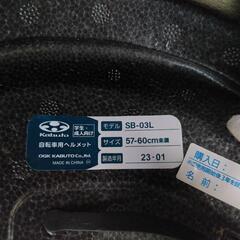 Kabuto
学生・
成人向け
自転車用ヘルメット
OGK KABUTO Co.,Ltd.
MADE IN CHINA
モデル SB-03L
サイズ 57-60cm未満
製造年月 23-01
購入日：
名 前：